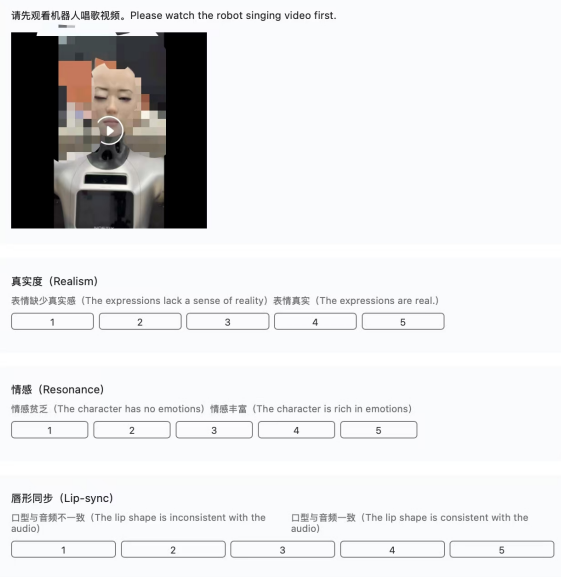 请先观看机器人唱歌视频。Please watch the robot singing video first.
真实度（Realism）
表情缺少真实感（The expressions lack a sense of reality）表情真实（The expressions are real.）
1 2 3 4 5
情感（Resonance）
情感贫乏（The character has no emotions）情感丰富（The character is rich in emotions）
1 2 3 4 5
唇形同步（Lip-sync）
口型与音频不一致（The lip shape is inconsistent with the audio）
口型与音频一致（The lip shape is consistent with the audio）
1 2 3 4 5